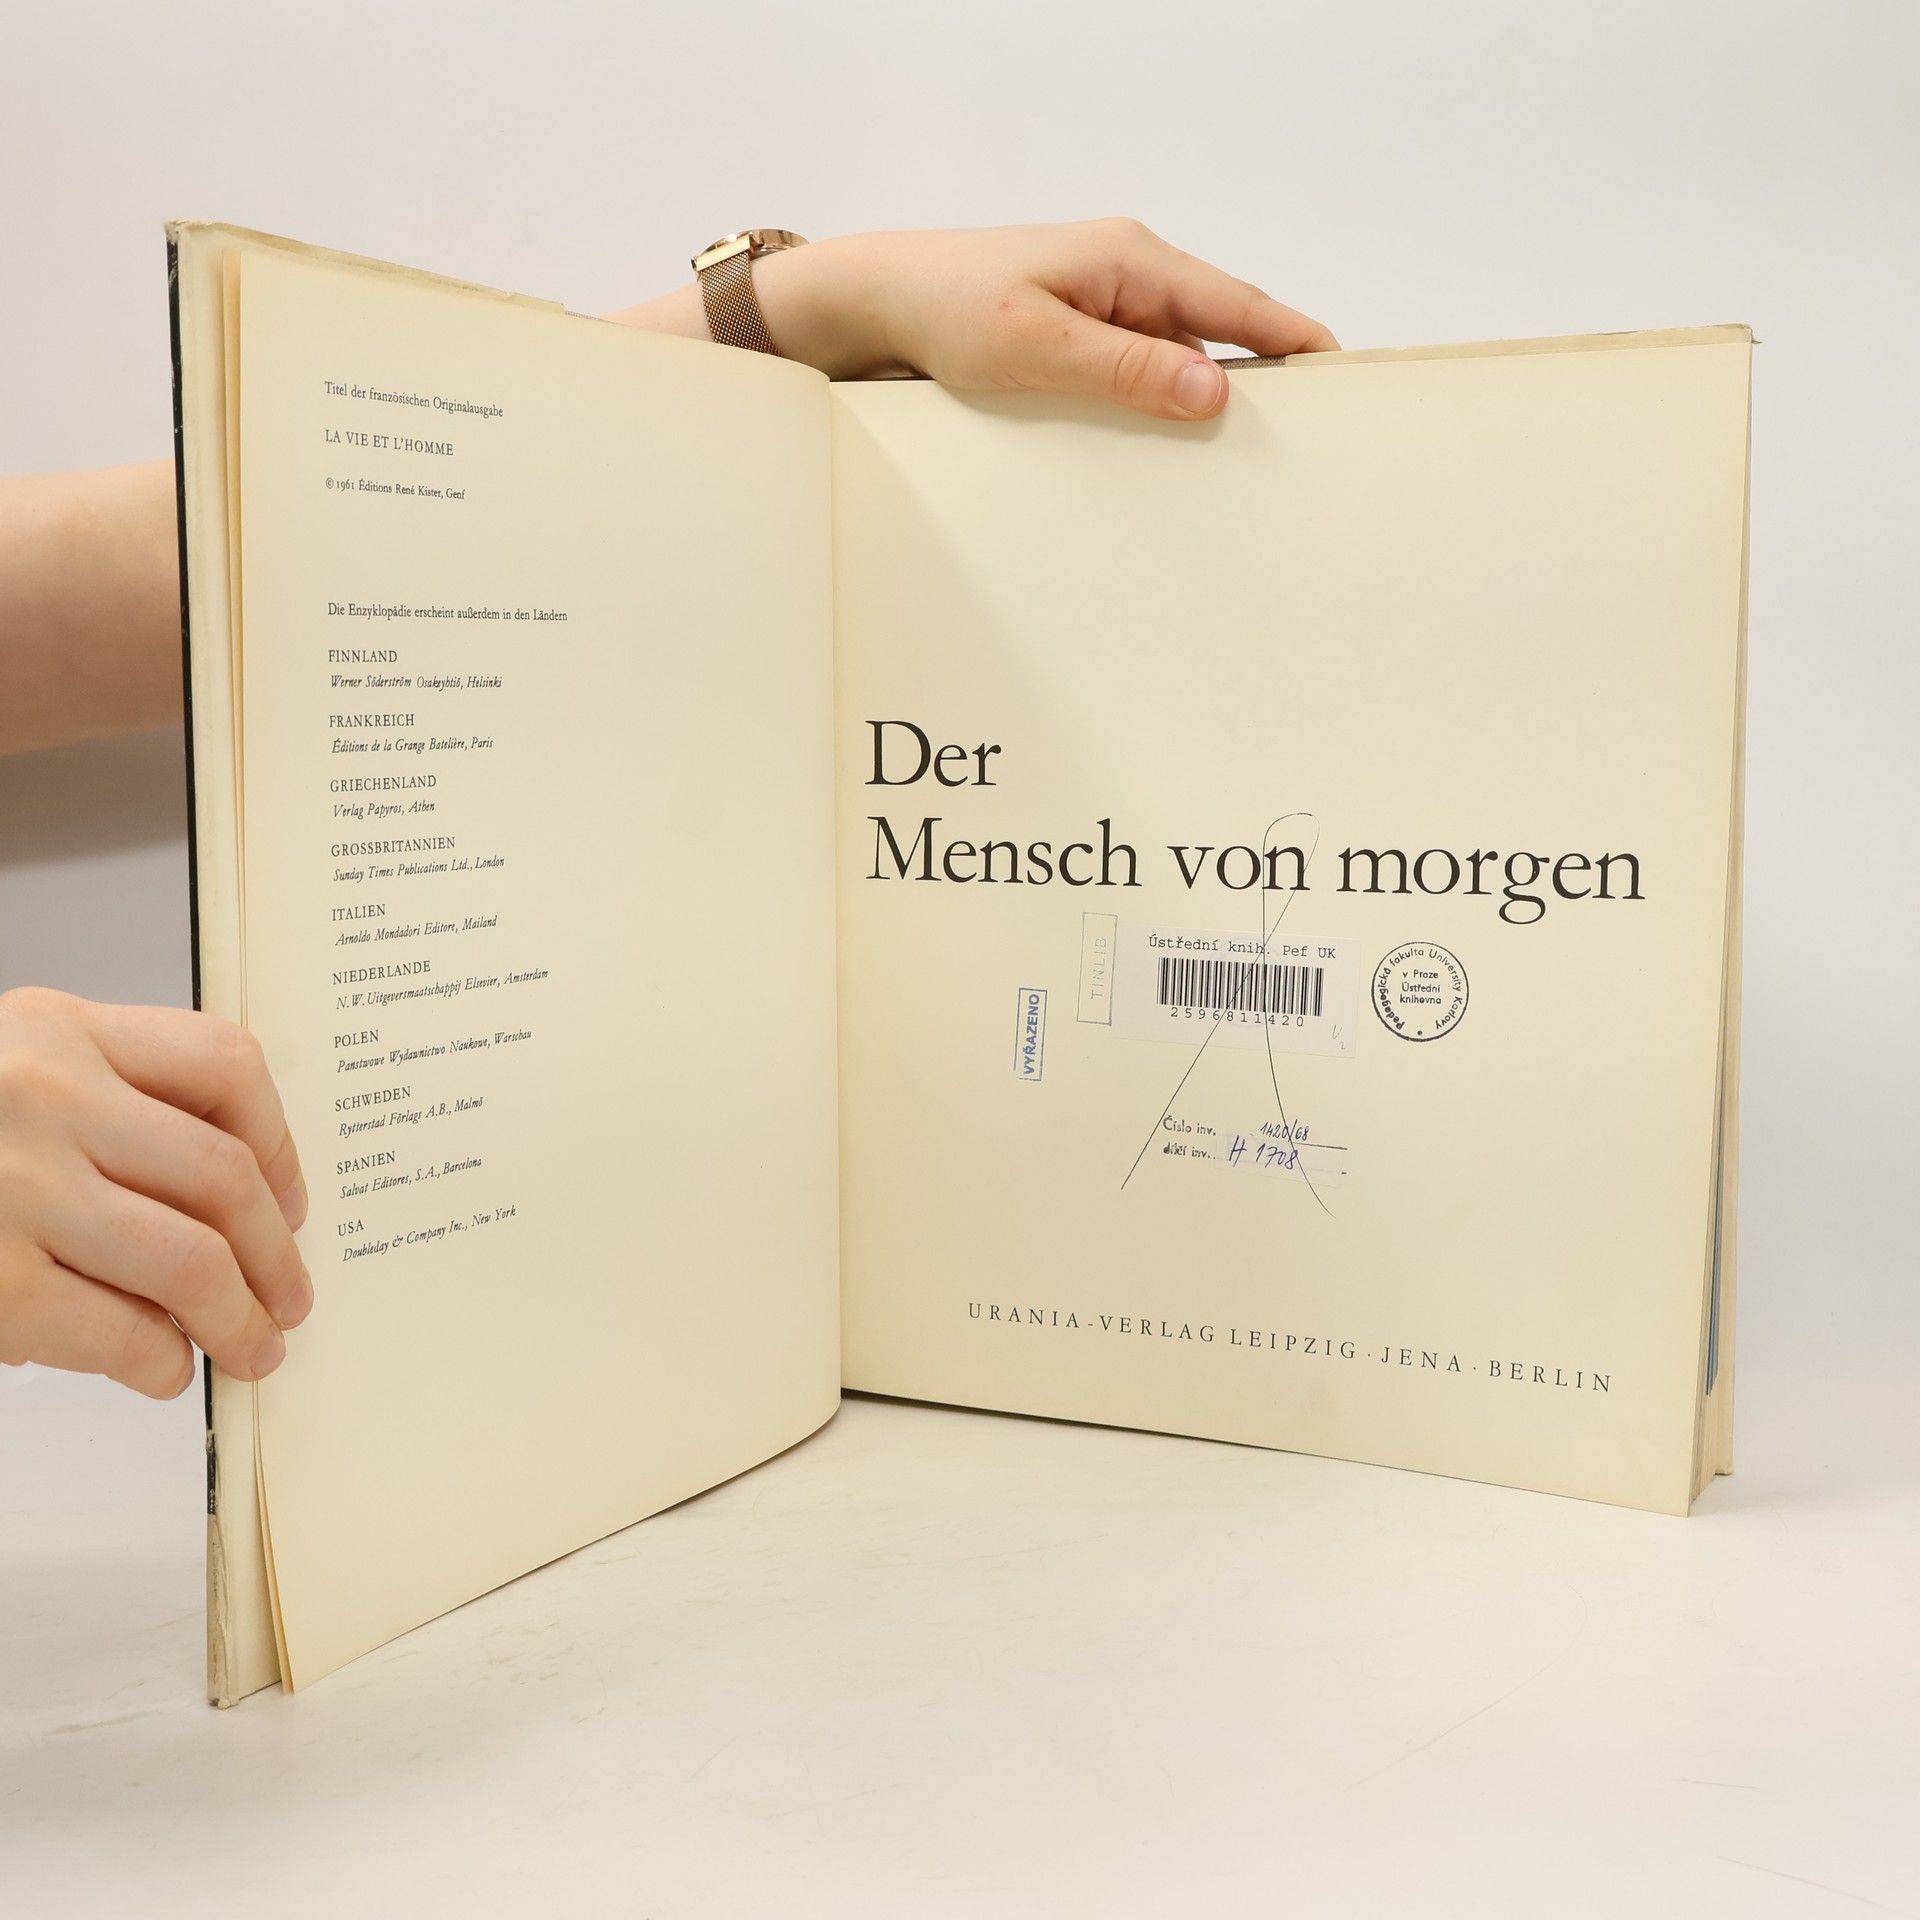 Titel der französischen Originalausgabe
LA VIE ET L'HOMME
© 1961 Éditions René Kister, Genf
Die Enzyklopädie erscheint außerdem in den Ländern
FINNLAND
Werner Söderström Osakeyhtiö, Helsinki
FRANKREICH
Éditions de la Grange Batelière, Paris
GRIECHENLAND
Verlag Papyros, Athen
GROSSBRITANNIEN
Sunday Times Publications Ltd., London
ITALIEN
Arnoldo Mondadori Editore, Mailand
NIEDERLANDE
N. W. Uitgeversmaatschappij Elsevier, Amsterdam
POLEN
Panstwowe Wydawnictwo Naukowe, Warschau
SCHWEDEN
Rytterstad Förlags A.B., Malmö
SPANIEN
Salvat Editores, S.A., Barcelona
USA
Doubleday & Company Inc., New York
Der
Mensch von morgen
TINLIB
VYŘAZENO
Ústřední knih. Pef UK
2596811420
Pedagogická fakulta University Karlovy
v Praze
Ústřední
knihovna
Číslo inv. 1420/68
dílčí inv. H 1708
URANIA-VERLAG LEIPZIG · JENA · BERLIN